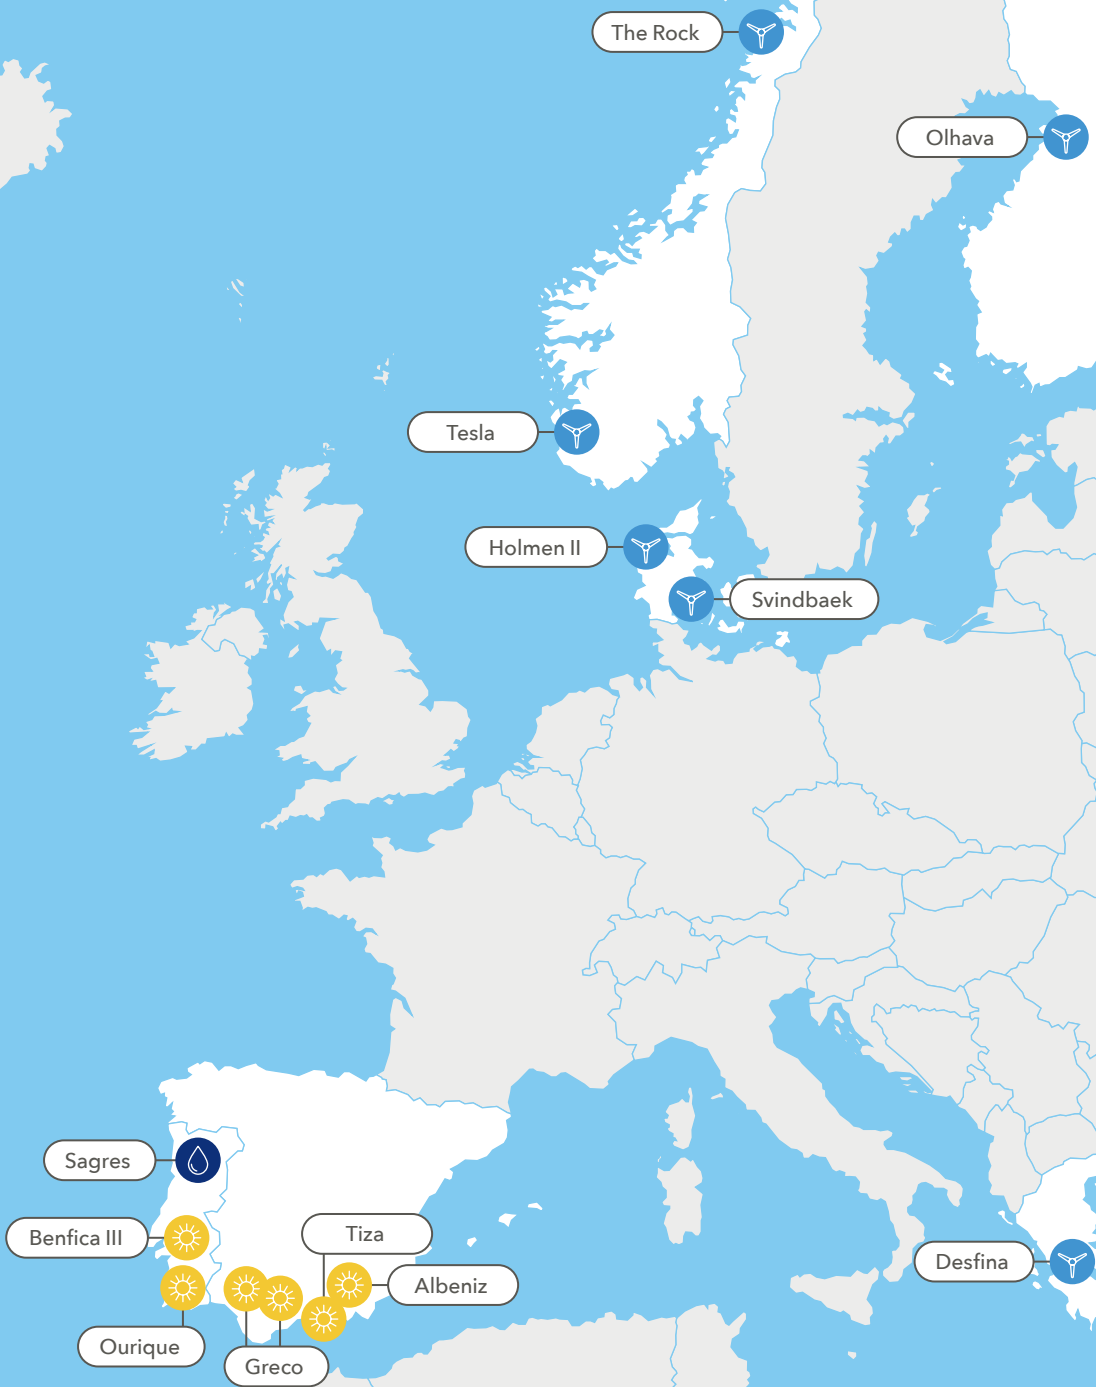 The Rock
Olhava
Tesla
Holmen II
Svindbaek
Sagres
Benfica III
Tiza
Desfina
Albeniz
Ourique
Greco